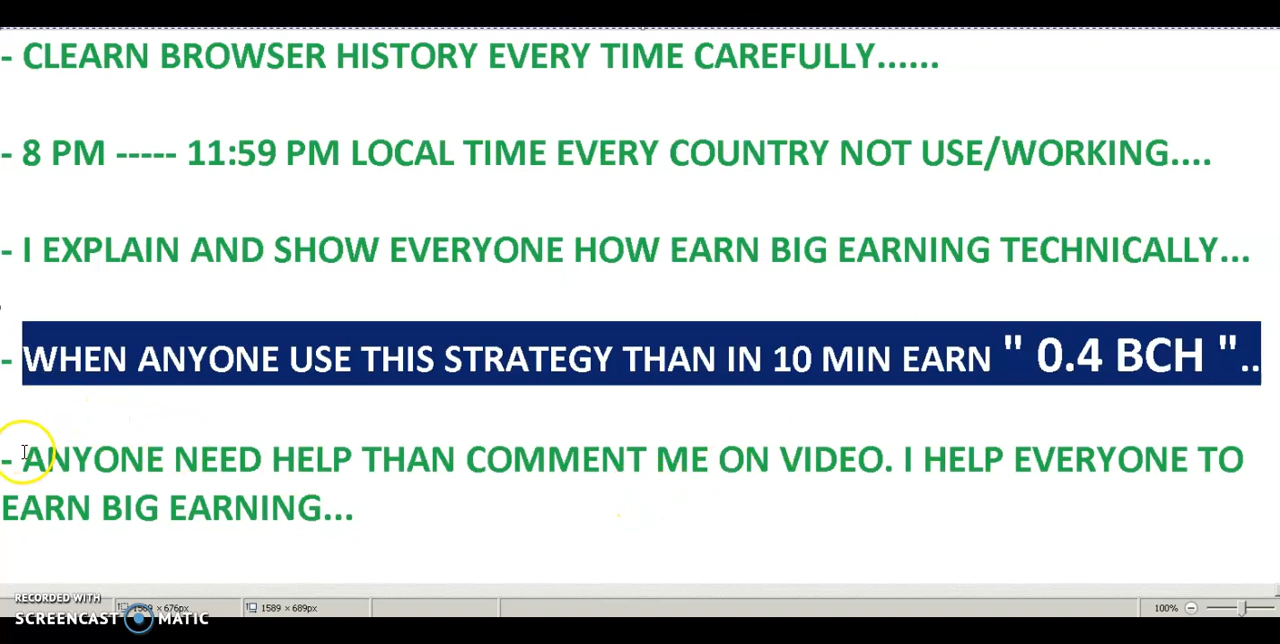 - CLEARN BROWSER HISTORY EVERY TIME CAREFULLY......
- 8 PM ----- 11:59 PM LOCAL TIME EVERY COUNTRY NOT USE/WORKING....
- I EXPLAIN AND SHOW EVERYONE HOW EARN BIG EARNING TECHNICALLY...
- WHEN ANYONE USE THIS STRATEGY THAN IN 10 MIN EARN " 0.4 BCH "..
- ANYONE NEED HELP THAN COMMENT ME ON VIDEO. I HELP EVERYONE TO
EARN BIG EARNING...
RECORDED WITH
SCREENCAST MATIC
1589 × 689px
100%